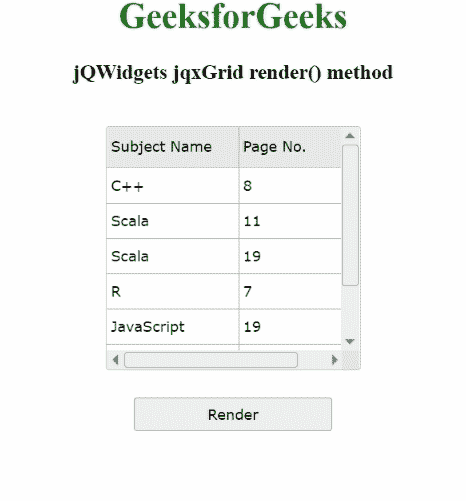 GeeksforGeeks
jQWidgets jqxGrid render() method
Subject Name Page No.
C++ 8
Scala 11
Scala 19
R 7
JavaScript 19
Render